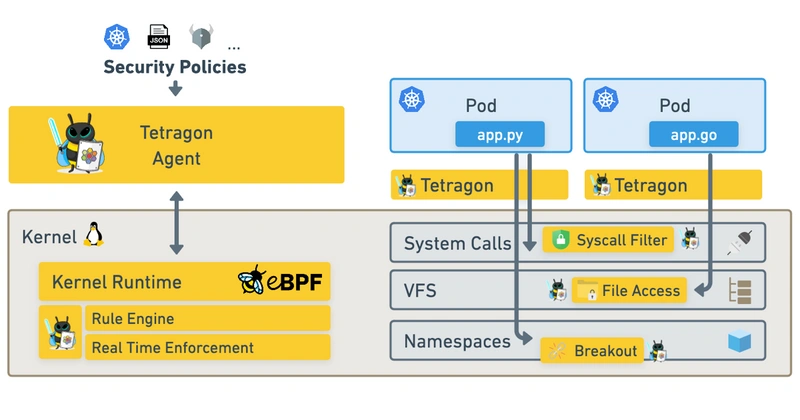 JSON
...
Security Policies
Tetragon
Agent
Pod
app.py
Pod
app.go
Tetragon
Tetragon
Kernel
Kernel Runtime
eBPF
Rule Engine
Real Time Enforcement
System Calls
Syscall Filter
VFS
File Access
Namespaces
Breakout